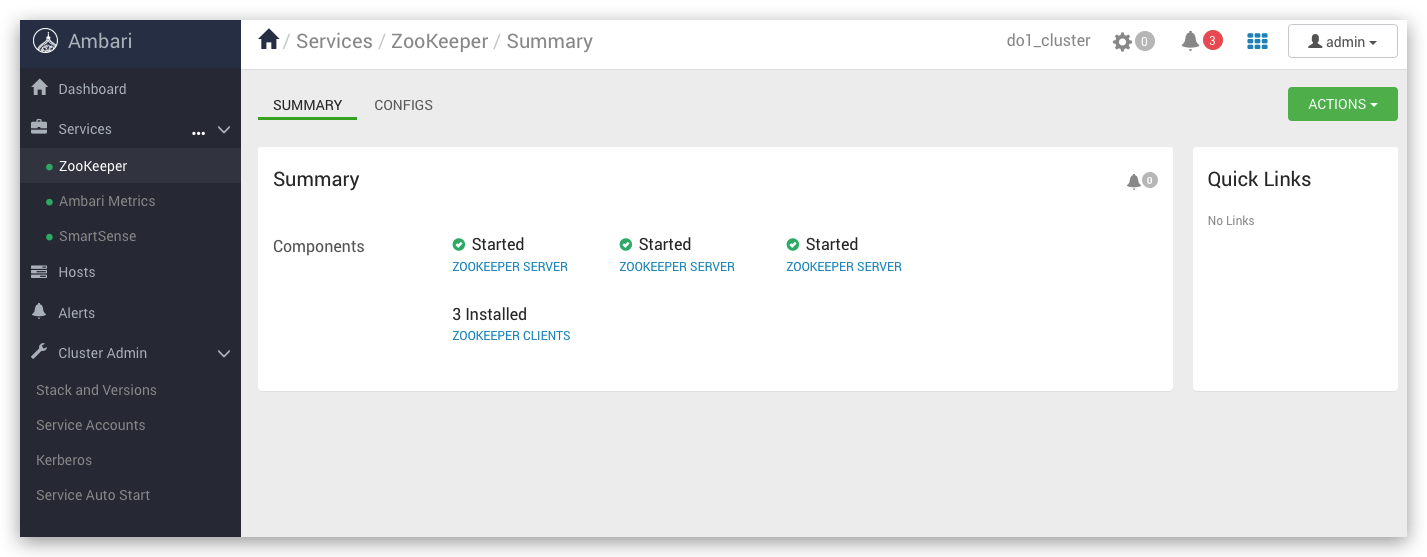 Ambari
/ Services / ZooKeeper / Summary
do1_cluster
0
3
admin
Dashboard
Services
...
ZooKeeper
Ambari Metrics
SmartSense
Hosts
Alerts
Cluster Admin
Stack and Versions
Service Accounts
Kerberos
Service Auto Start
SUMMARY CONFIGS
ACTIONS
Summary
0
Components
Started Started Started
ZOOKEEPER SERVER ZOOKEEPER SERVER ZOOKEEPER SERVER
3 Installed
ZOOKEEPER CLIENTS
Quick Links
No Links